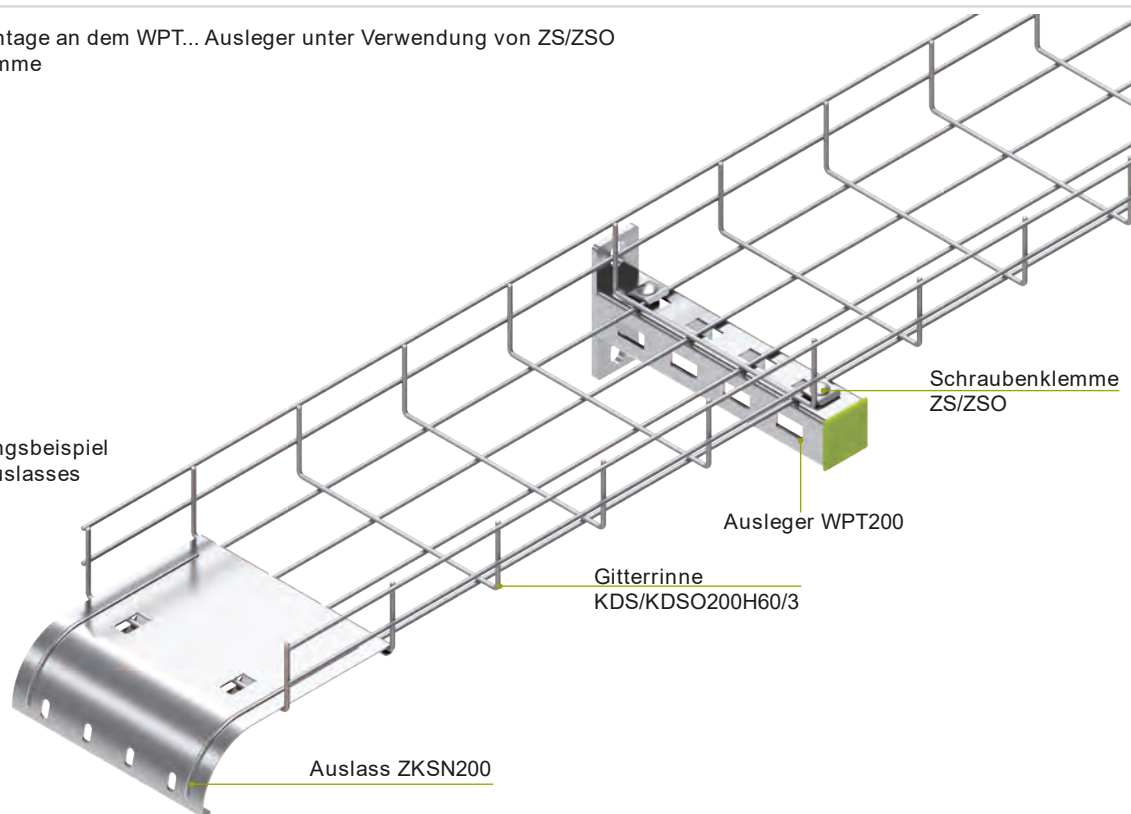 ntage an dem WPT... Ausleger unter Verwendung von ZS/ZSO
mme
Schraubenklemme
ZS/ZSO
ngsbeispiel
uslasses
Ausleger WPT200
Gitterrinne
KDS/KDSO200H60/3
Auslass ZKSN200